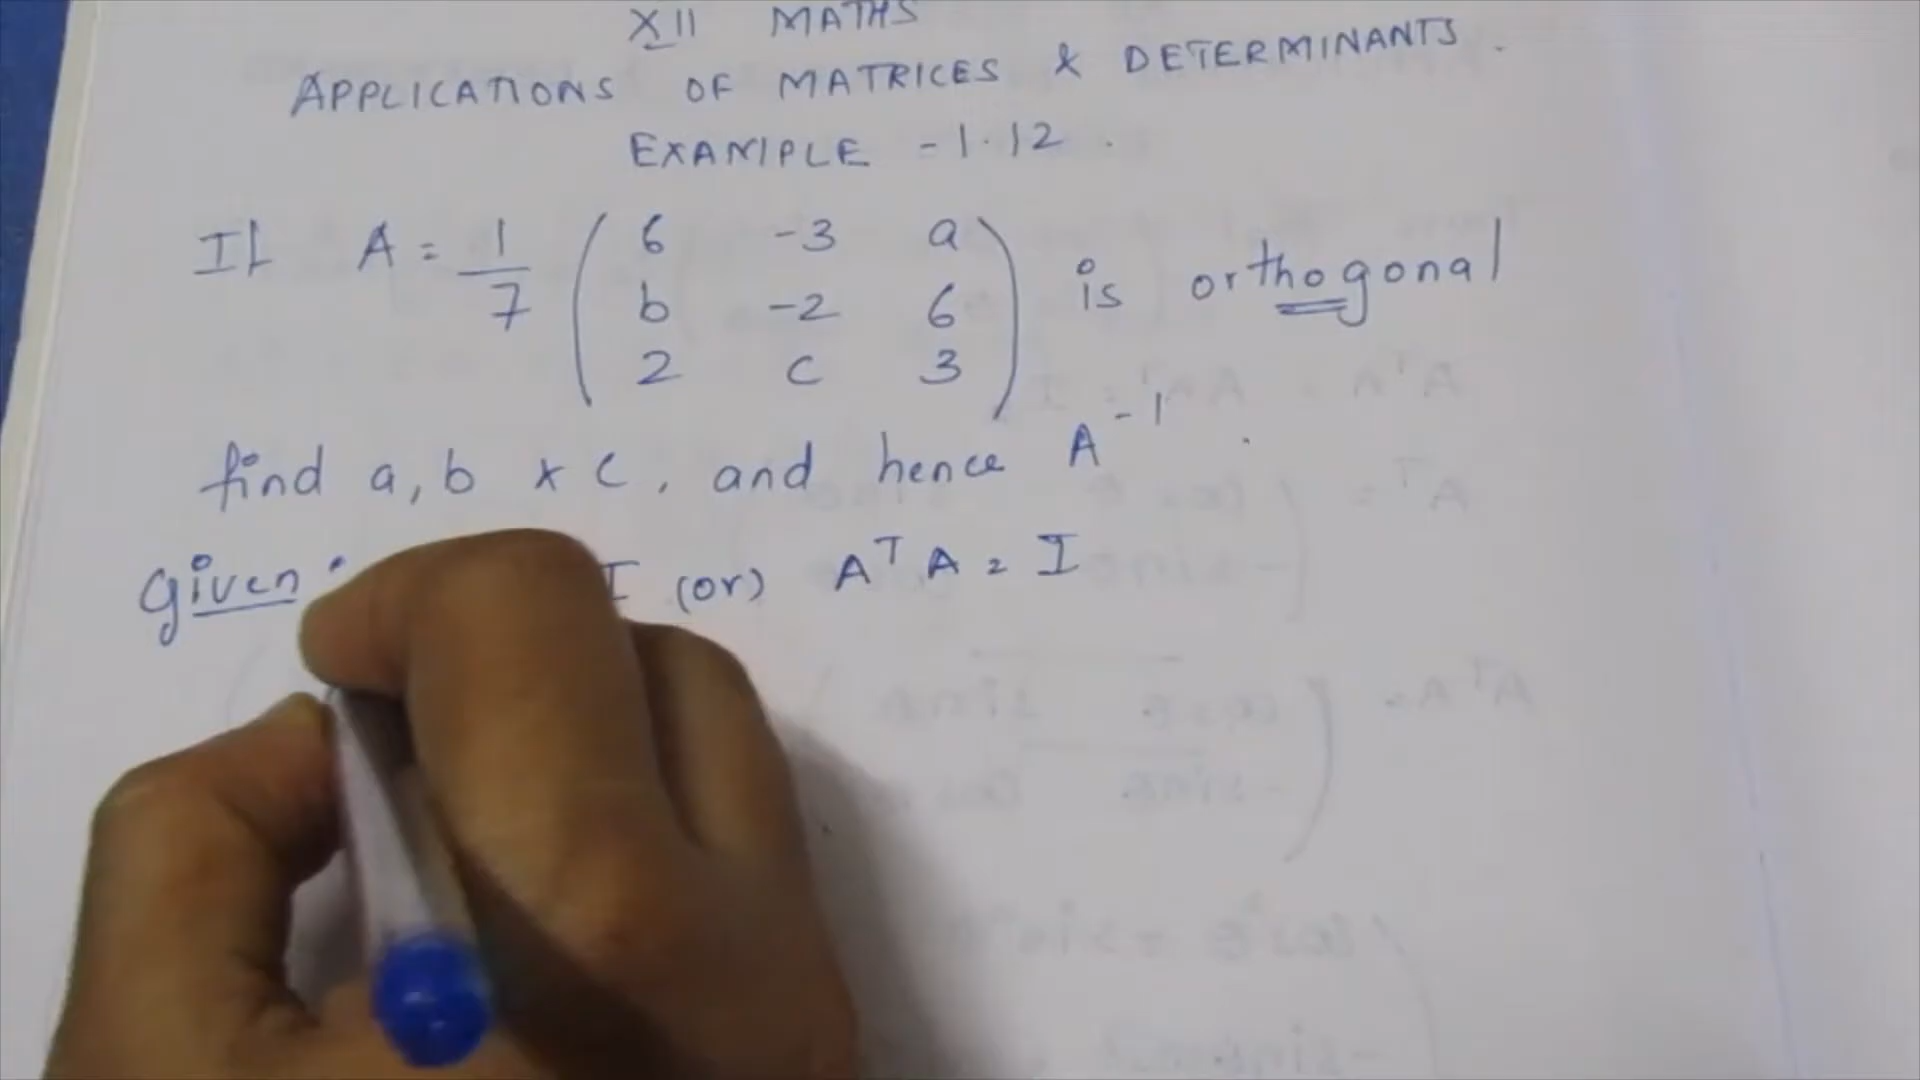 XII MATHS
APPLICATIONS OF MATRICES & DETERMINANTS.
EXAMPLE - 1.12.
If A = 1/7 ( 6 -3 a
b -2 6
2 c 3 ) is orthogonal
find a, b & c, and hence A⁻¹.
Given: I (or) AᵀA = I